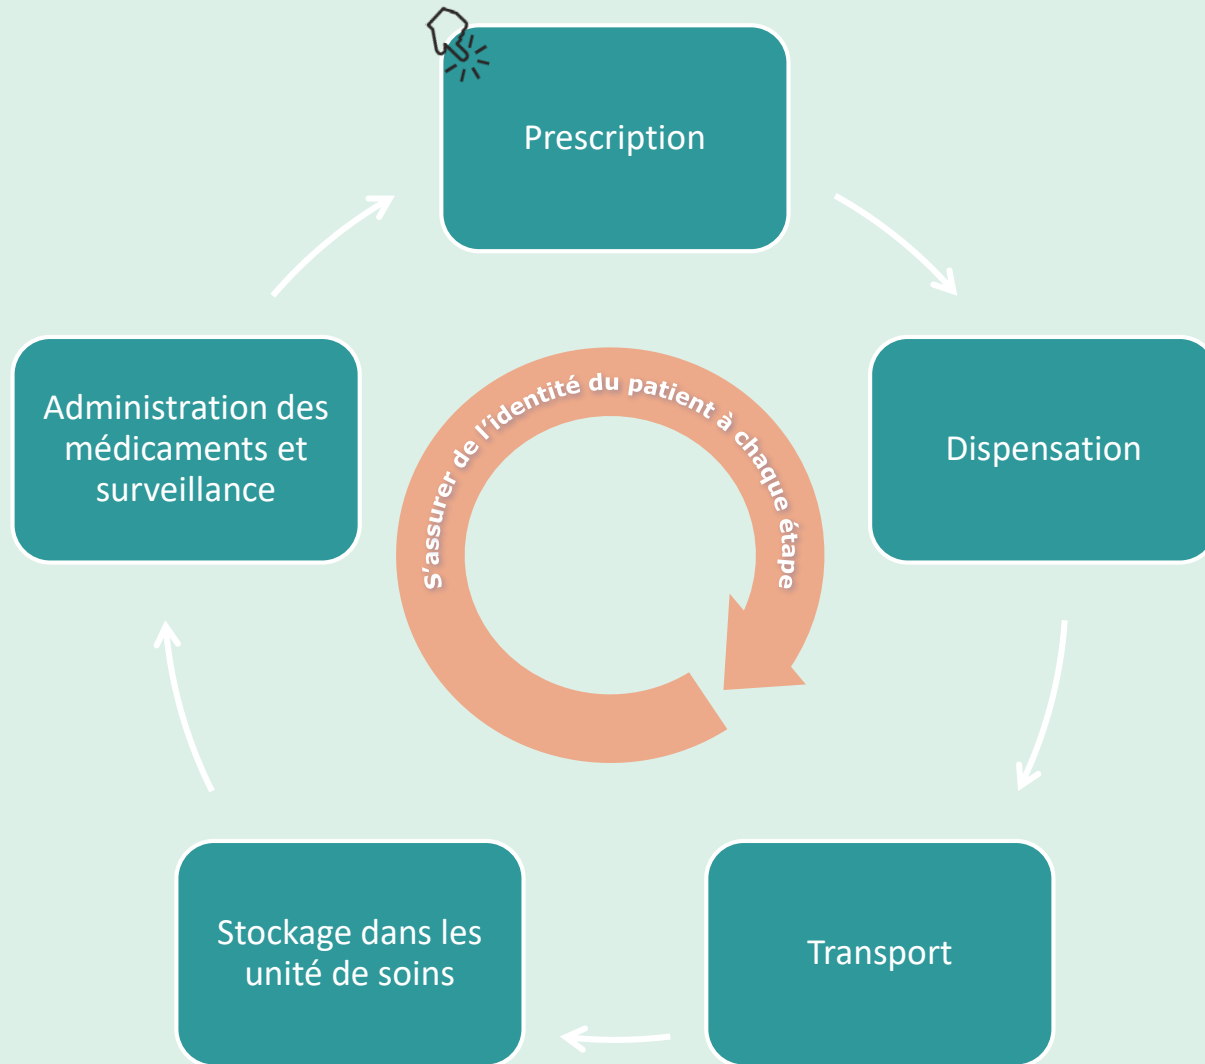 Prescription
Dispensation
Transport
Stockage dans les
unité de soins
Administration des
médicaments et
surveillance
S'assurer de l'identité du patient à chaque étape